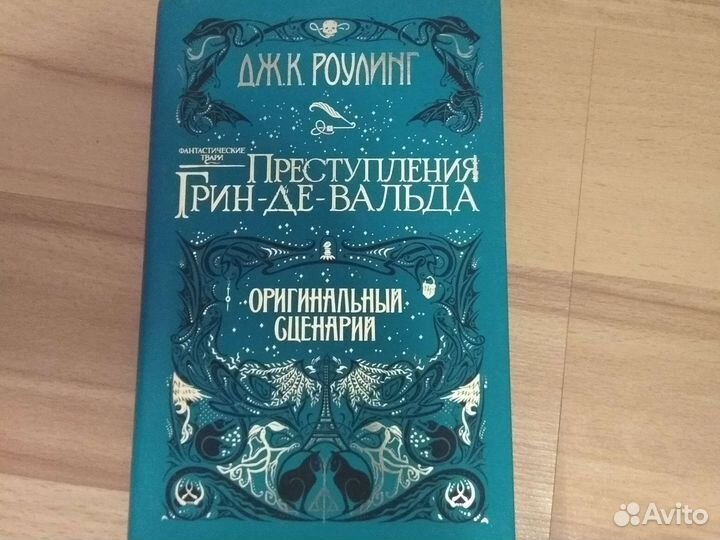 ДЖ.К. РОУЛИНГ
ФАНТАСТИЧЕСКИЕ
ТВАРИ
ПРЕСТУПЛЕНИЯ
ГРИН-ДЕ-ВАЛЬДА
ОРИГИНАЛЬНЫЙ
СЦЕНАРИЙ
Avito